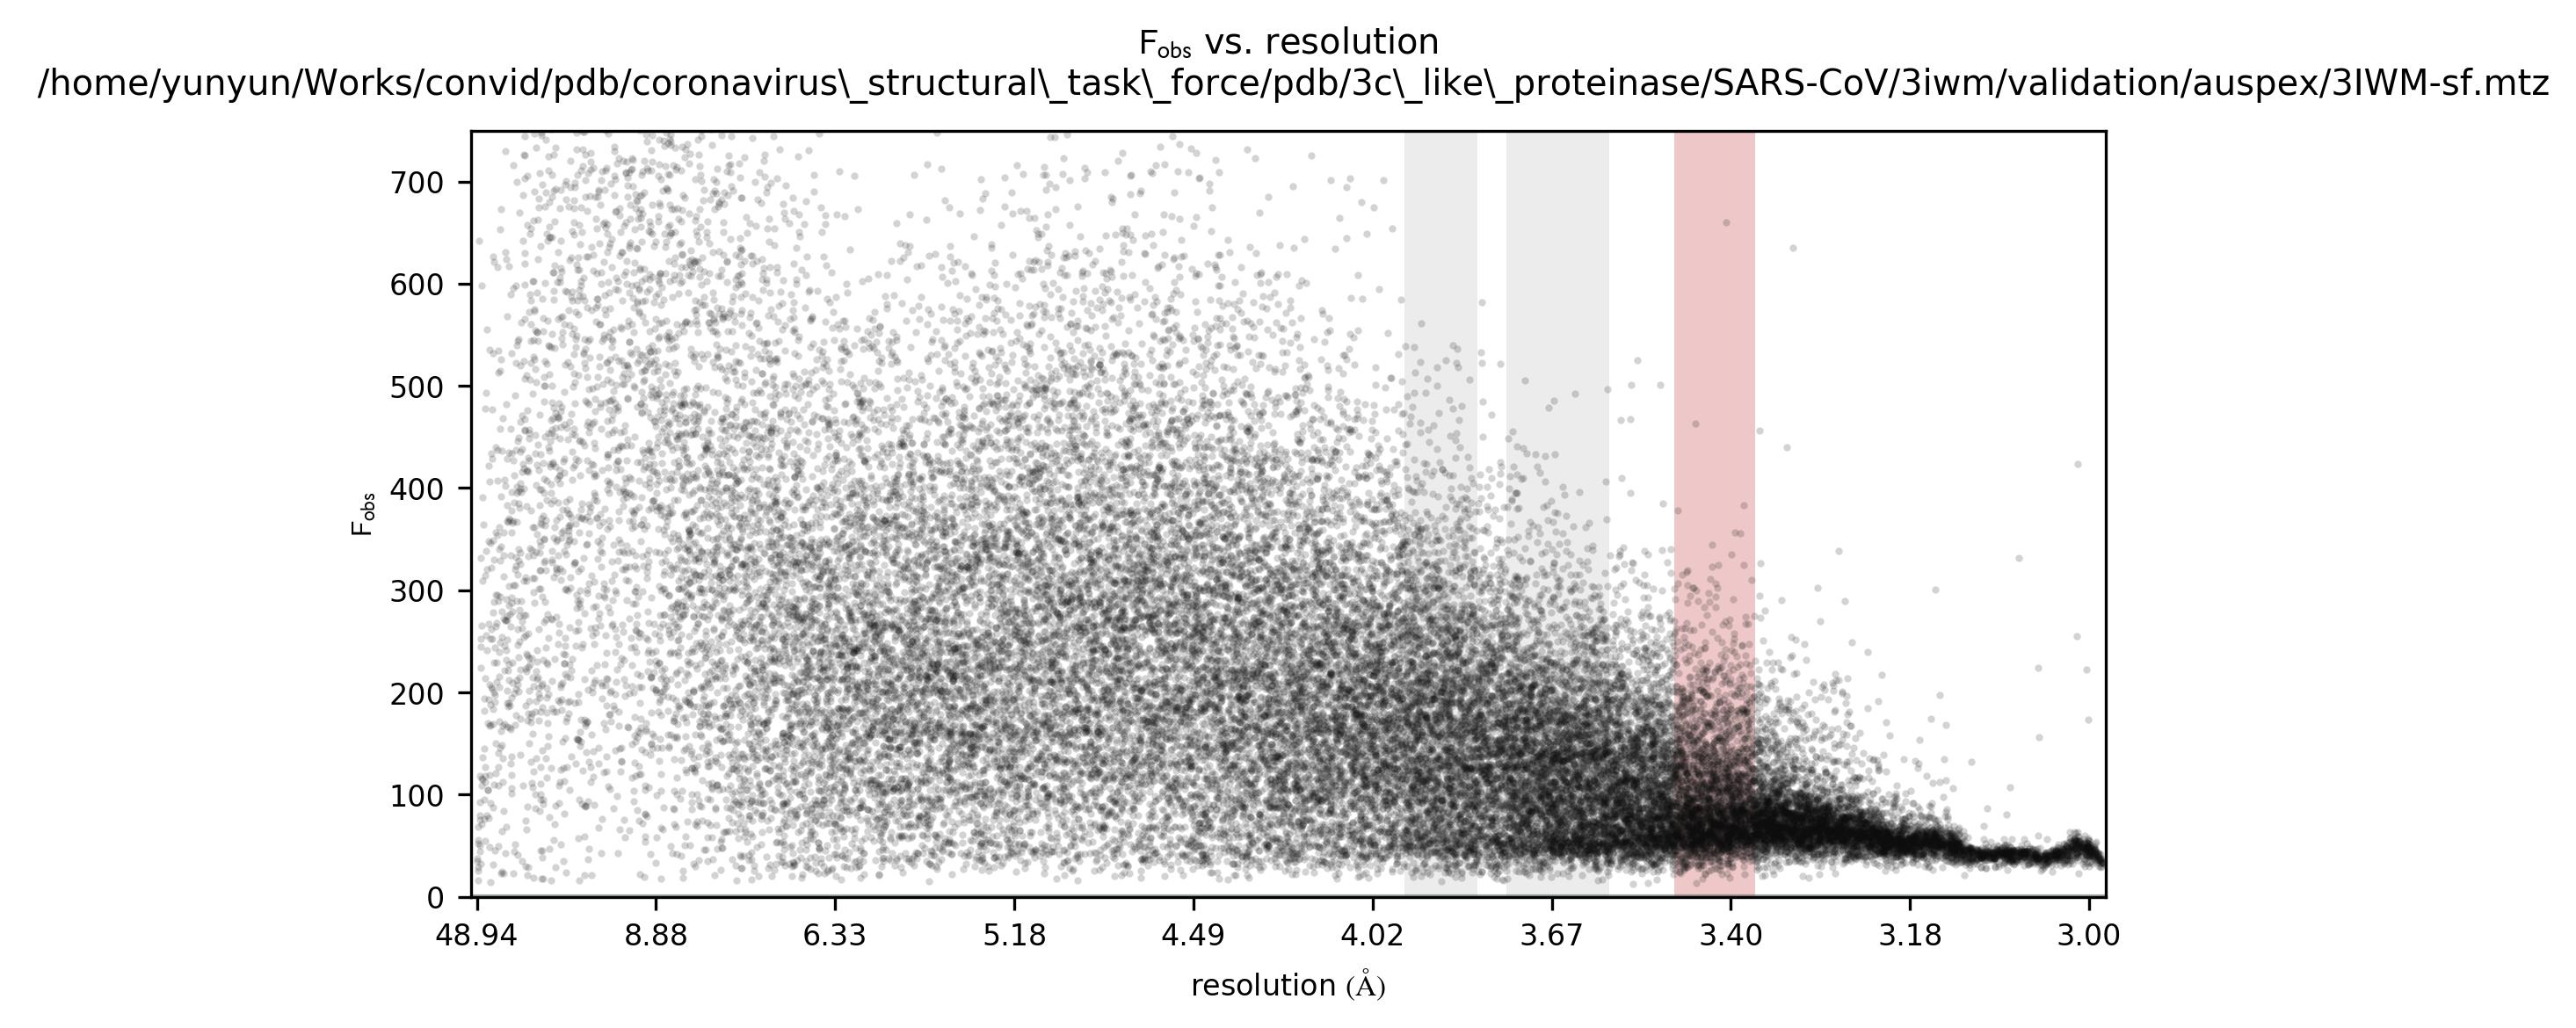 F_obs vs. resolution
/home/yunyun/Works/convid/pdb/coronavirus\_structural\_task\_force/pdb/3c\_like\_proteinase/SARS-CoV/3iwm/validation/auspex/3IWM-sf.mtz
700
600
500
400
300
200
100
0
F_obs
48.94 8.88 6.33 5.18 4.49 4.02 3.67 3.40 3.18 3.00
resolution (Å)